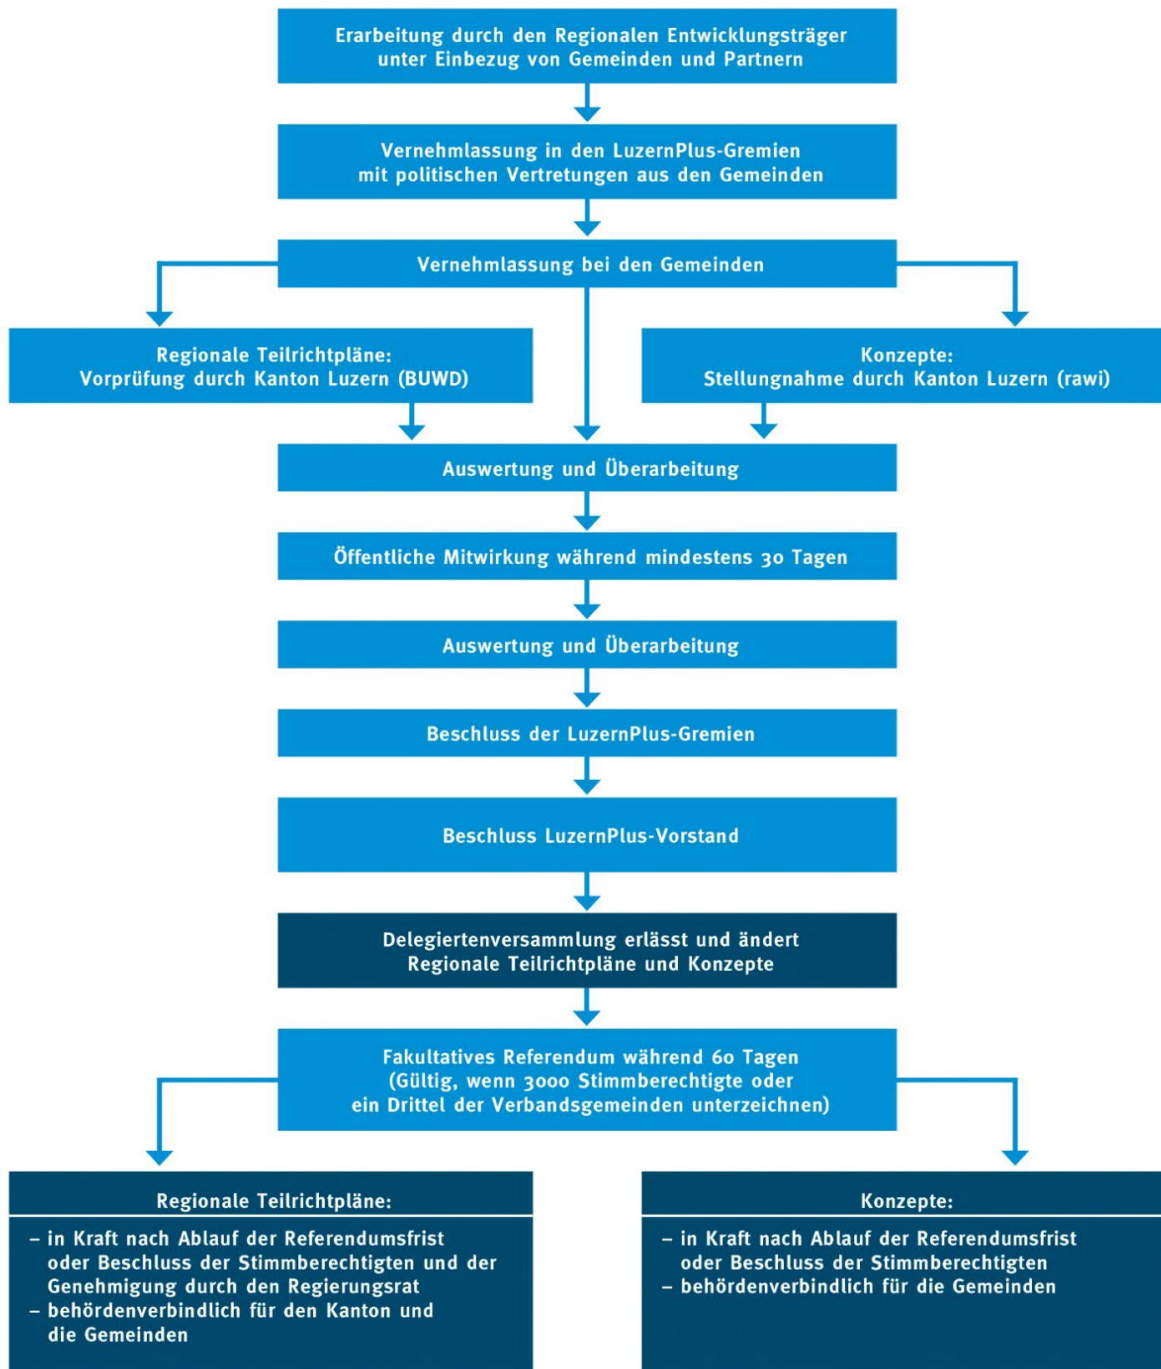 Erarbeitung durch den Regionalen Entwicklungsträger
unter Einbezug von Gemeinden und Partnern
Vernehmlassung in den LuzernPlus-Gremien
mit politischen Vertretungen aus den Gemeinden
Vernehmlassung bei den Gemeinden
Regionale Teilrichtpläne:
Vorprüfung durch Kanton Luzern (BUWD)
Konzepte:
Stellungnahme durch Kanton Luzern (rawi)
Auswertung und Überarbeitung
Öffentliche Mitwirkung während mindestens 30 Tagen
Auswertung und Überarbeitung
Beschluss der LuzernPlus-Gremien
Beschluss LuzernPlus-Vorstand
Delegiertenversammlung erlässt und ändert
Regionale Teilrichtpläne und Konzepte
Fakultatives Referendum während 60 Tagen
(Gültig, wenn 3000 Stimmberechtigte oder
ein Drittel der Verbandsgemeinden unterzeichnen)
Regionale Teilrichtpläne:
– in Kraft nach Ablauf der Referendumsfrist
oder Beschluss der Stimmberechtigten und der
Genehmigung durch den Regierungsrat
– behördenverbindlich für den Kanton und
die Gemeinden
Konzepte:
– in Kraft nach Ablauf der Referendumsfrist
oder Beschluss der Stimmberechtigten
– behördenverbindlich für die Gemeinden